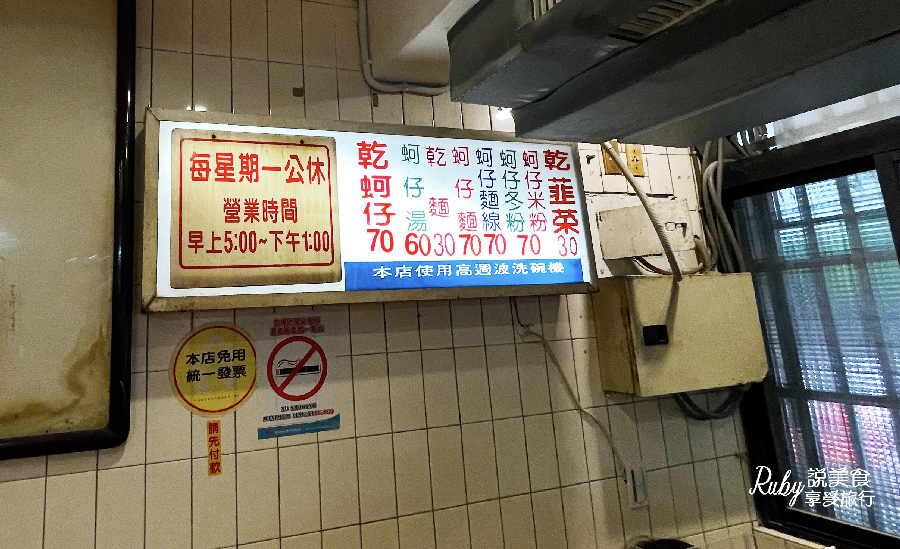 每星期一公休
營業時間
早上5:00~下午1:00
乾蚵仔 70
蚵仔湯 60
乾麵 30
蚵仔麵 70
蚵仔麵線 70
蚵仔冬粉
蚵仔米粉 70
乾韮菜 30
本店使用高週波洗碗機
本店免用
統一發票
請先付款
NO SMOKING
Ruby 說美食
享受旅行